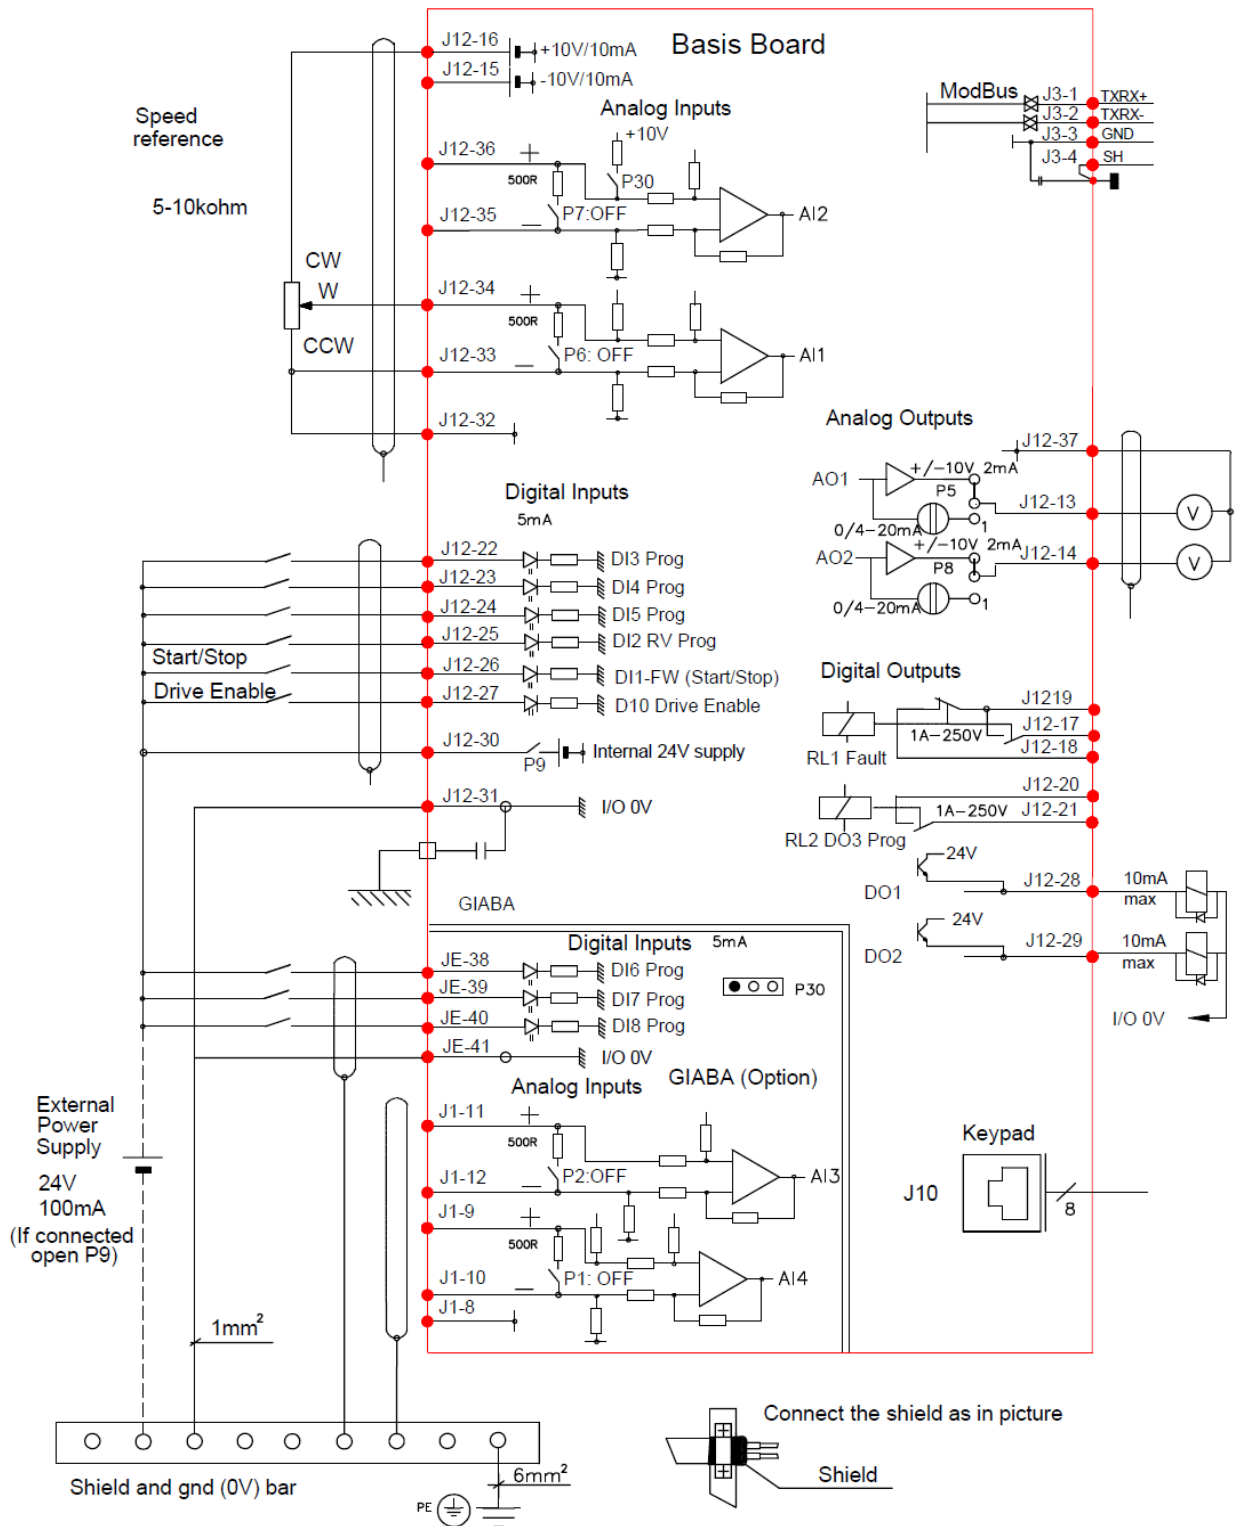 Basis Board
J12-16
+10V/10mA
J12-15
-10V/10mA
Speed
reference
5-10kohm
Analog Inputs
+10V
J12-36
+
500R
P30
P7:OFF
J12-35
—
AI2
CW
W
CCW
J12-34
+
500R
P6: OFF
J12-33
—
AI1
J12-32
ModBus
J3-1
TXRX+
J3-2
TXRX-
J3-3
GND
J3-4
SH
Analog Outputs
J12-37
AO1
+/-10V 2mA
P5
J12-13
V
0/4-20mA
1
AO2
+/-10V 2mA
P8
J12-14
V
0/4-20mA
1
Digital Inputs
5mA
J12-22
DI3 Prog
J12-23
DI4 Prog
J12-24
DI5 Prog
J12-25
DI2 RV Prog
Start/Stop
J12-26
DI1-FW (Start/Stop)
Drive Enable
J12-27
D10 Drive Enable
J12-30
P9
Internal 24V supply
J12-31
I/O 0V
Digital Outputs
J1219
1A-250V
J12-17
J12-18
RL1 Fault
J12-20
1A-250V
J12-21
RL2 DO3 Prog
24V
DO1
J12-28
10mA
max
24V
DO2
J12-29
10mA
max
I/O 0V
GIABA
Digital Inputs
5mA
JE-38
DI6 Prog
JE-39
DI7 Prog
JE-40
DI8 Prog
JE-41
I/O 0V
P30
Analog Inputs
GIABA (Option)
J1-11
+
500R
P2:OFF
J1-12
—
AI3
J1-9
+
500R
P1: OFF
J1-10
—
AI4
J1-8
External
Power
Supply
24V
100mA
(If connected
open P9)
1mm²
Keypad
J10
8
Shield and gnd (0V) bar
6mm²
PE
Connect the shield as in picture
Shield